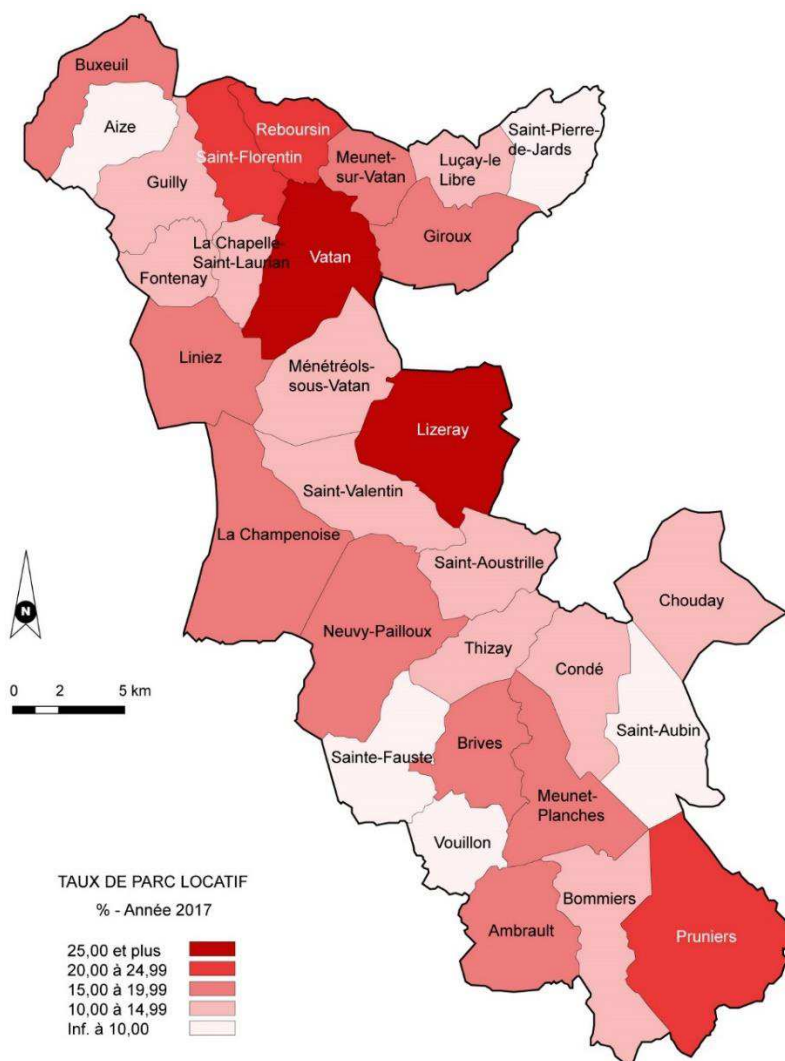 Buxeuil
Aize
Reboursin
Saint-Florentin
Saint-Pierre-
de-Jards
Meunet-
sur-Vatan
Luçay-le
Libre
Guilly
Giroux
La Chapelle-
Saint-Laurian
Vatan
Fontenay
Liniez
Ménétréols-
sous-Vatan
Lizeray
Saint-Valentin
La Champenoise
Saint-Aoustrille
Chouday
N
Neuvy-Pailloux
Thizay
Condé
0 2 5 km
Saint-Aubin
Sainte-Fauste
Brives
Meunet-
Planches
Vouillon
Bommiers
Ambrault
Pruniers
TAUX DE PARC LOCATIF
% - Année 2017
25,00 et plus
20,00 à 24,99
15,00 à 19,99
10,00 à 14,99
Inf. à 10,00